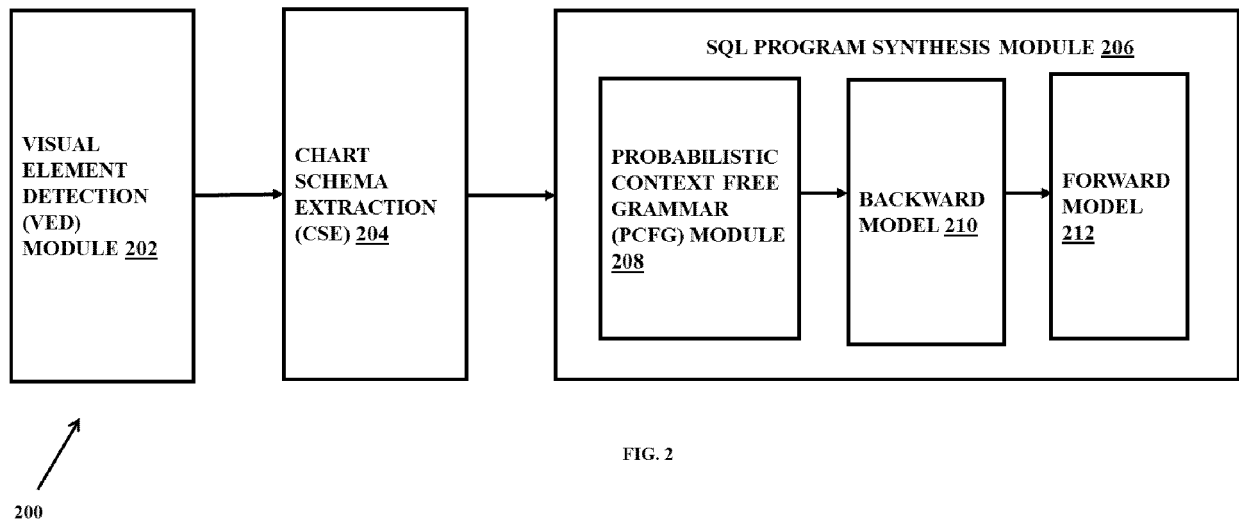 SQL PROGRAM SYNTHESIS MODULE 206
VISUAL
ELEMENT
DETECTION
(VED)
MODULE 202
CHART
SCHEMA
EXTRACTION
(CSE) 204
PROBABILISTIC
CONTEXT FREE
GRAMMAR
(PCFG) MODULE
208
BACKWARD
MODEL 210
FORWARD
MODEL
212
FIG. 2
200